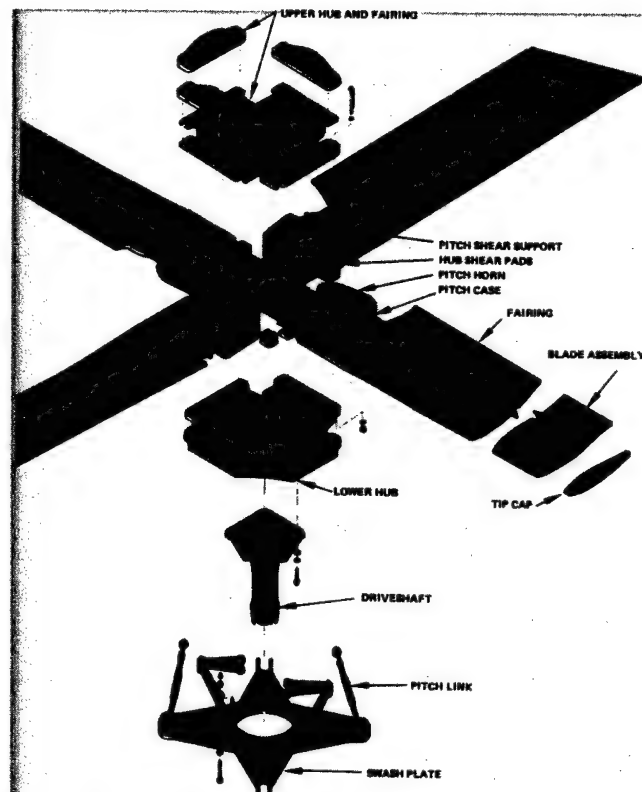 UPPER HUB AND FAIRING
PITCH SHEAR SUPPORT
HUB SHEAR PADS
PITCH HORN
PITCH CASE
FAIRING
BLADE ASSEMBLY
LOWER HUB
TIP CAP
DRIVESHAFT
PITCH LINK
SWASH PLATE